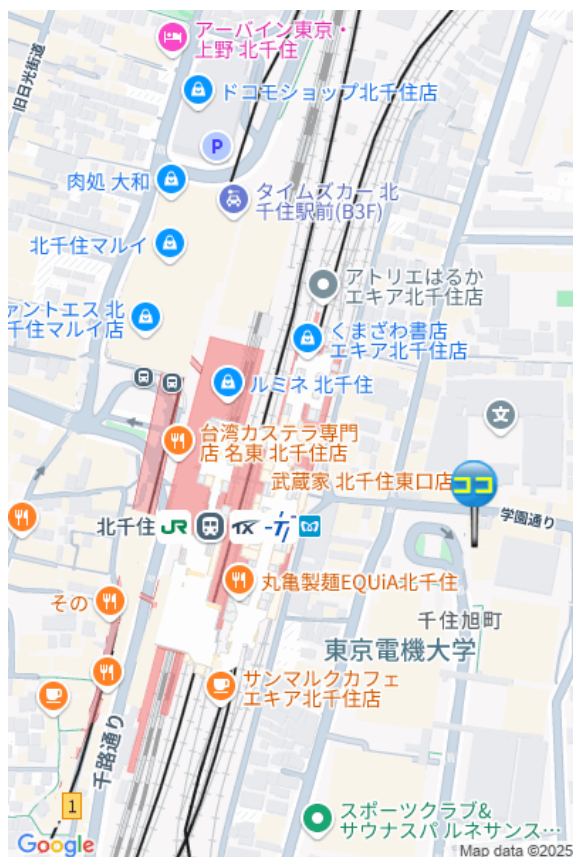 アーバイン東京・
上野 北千住
旧日光街道
ドコモショップ北千住店
P
肉処 大和
タイムズカー 北
千住駅前(B3F)
北千住マルイ
アトリエはるか
エキア北千住店
ァントエス 北
千住マルイ店
くまざわ書店
エキア北千住店
ルミネ 北千住
文
台湾カステラ専門
店 名東 北千住店
武蔵家 北千住東口店
ココ
学園通り
北千住 JR TX
丸亀製麺EQUiA北千住
その
千住旭町
東京電機大学
サンマルクカフェ
エキア北千住店
千路通り
1
スポーツクラブ&
サウナスパ ルネサンス…
Google
Map data ©2025